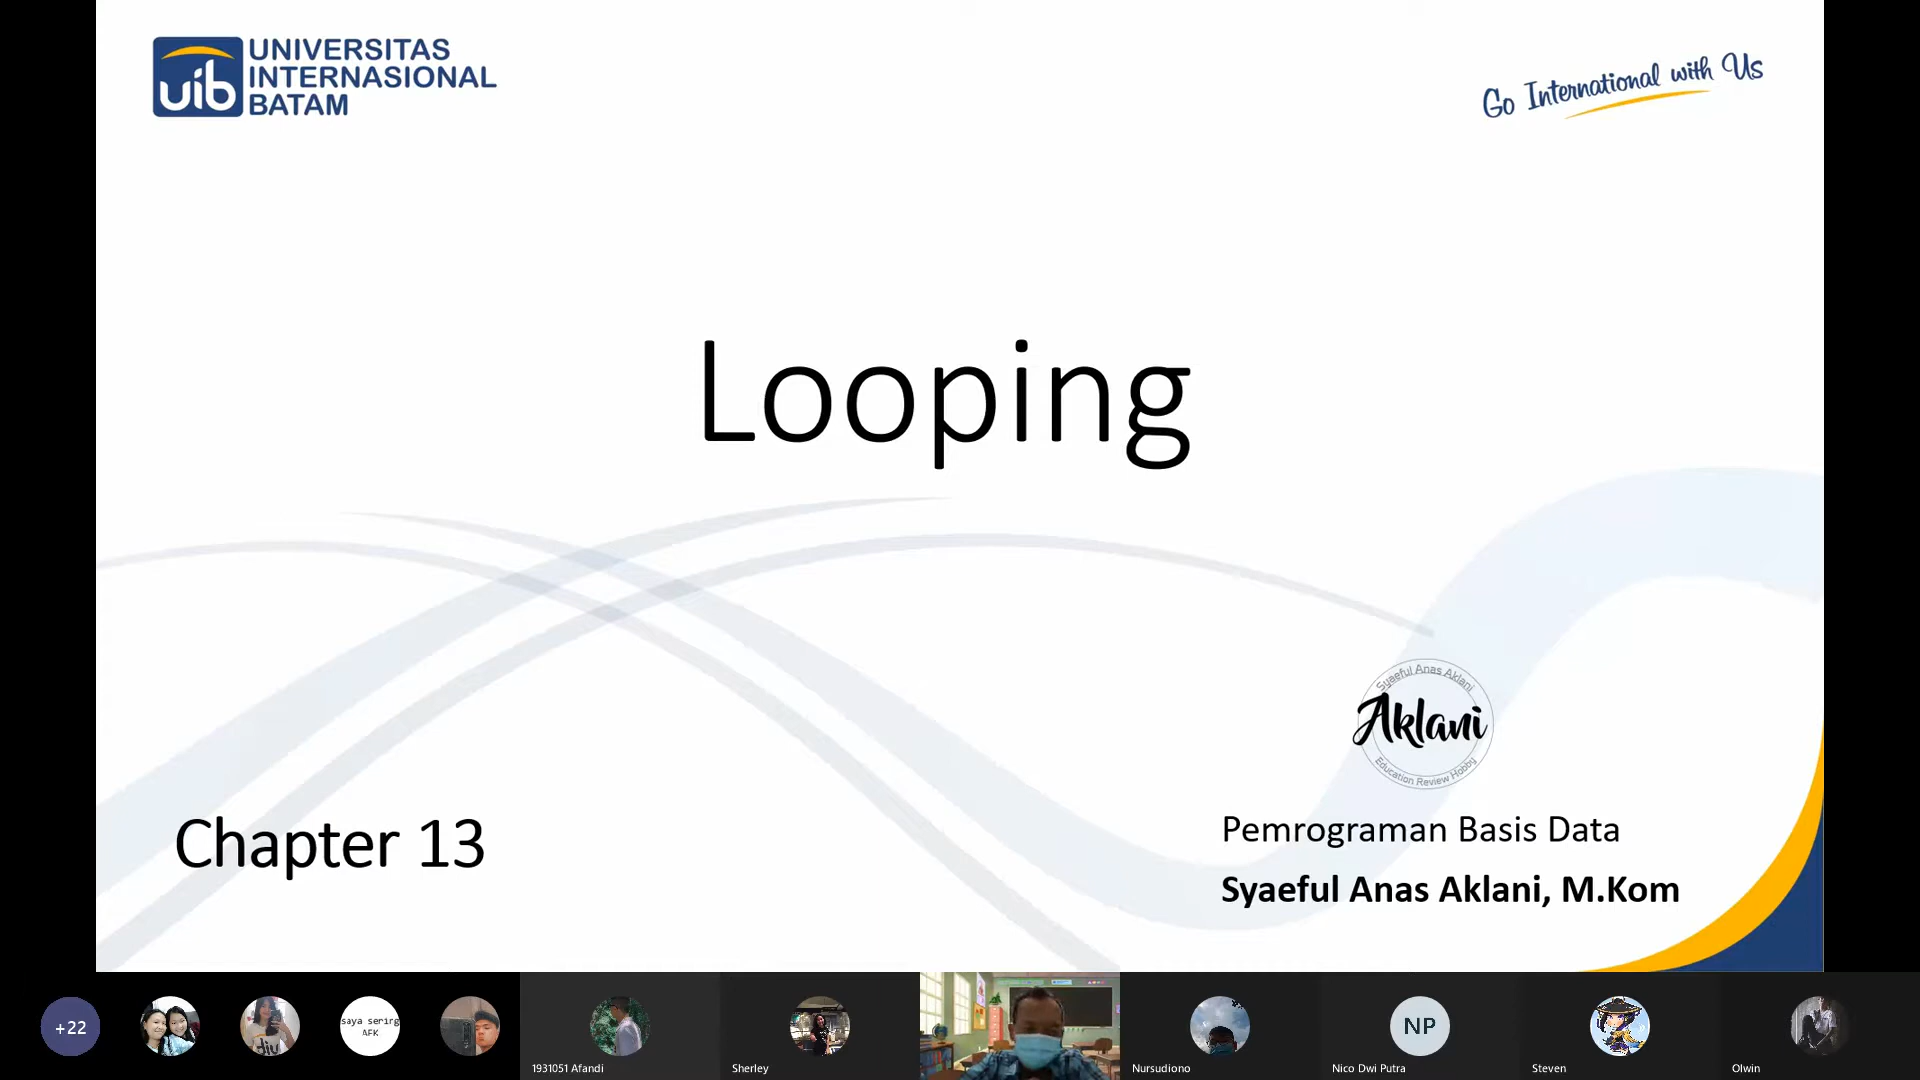 uib
UNIVERSITAS
INTERNASIONAL
BATAM
Go International with Us
Looping
Syaeful Anas Aklani
Aklani
Education Review Hobby
Chapter 13
Pemrograman Basis Data
Syaeful Anas Aklani, M.Kom
+22
saya sering
AFK
NP
1931051 Afandi
Sherley
Nursudiono
Nico Dwi Putra
Steven
Olwin